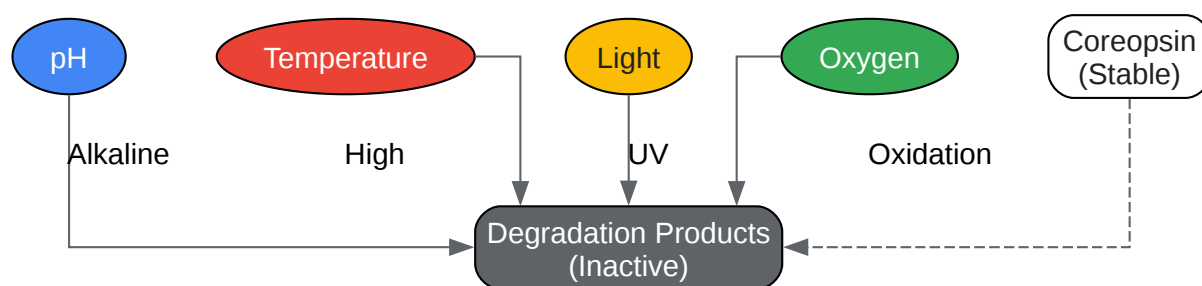 pH
Temperature
Light
Oxygen
Coreopsin
(Stable)
Alkaline
High
UV
Oxidation
Degradation Products
(Inactive)